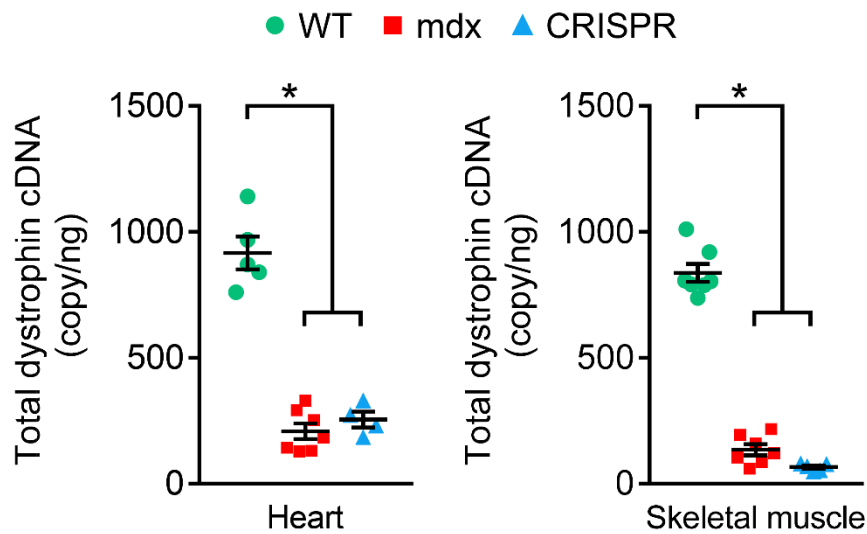 WT mdx CRISPR
Total dystrophin cDNA
(copy/ng)
1500
1000
500
0
*
Heart
Total dystrophin cDNA
(copy/ng)
1500
1000
500
0
*
Skeletal muscle